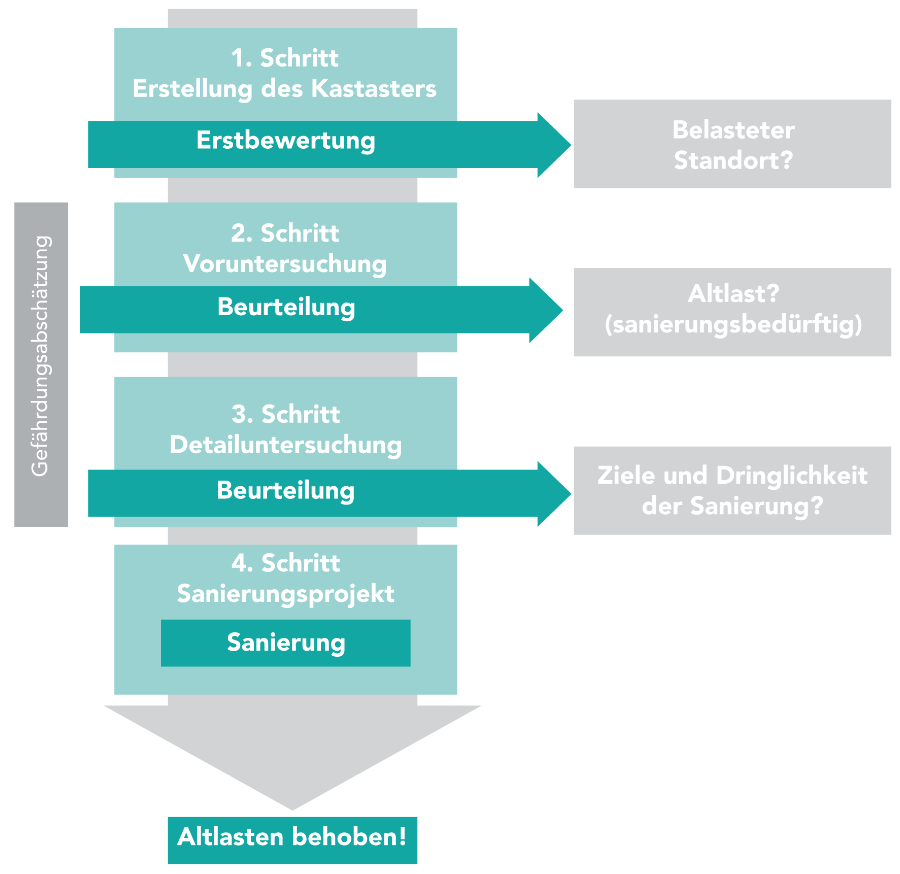 1. Schritt
Erstellung des Kastasters
Erstbewertung
Belasteter
Standort?
Gefährdungsabschätzung
2. Schritt
Voruntersuchung
Beurteilung
Altlast?
(sanierungsbedürftig)
3. Schritt
Detailuntersuchung
Beurteilung
Ziele und Dringlichkeit
der Sanierung?
4. Schritt
Sanierungsprojekt
Sanierung
Altlasten behoben!